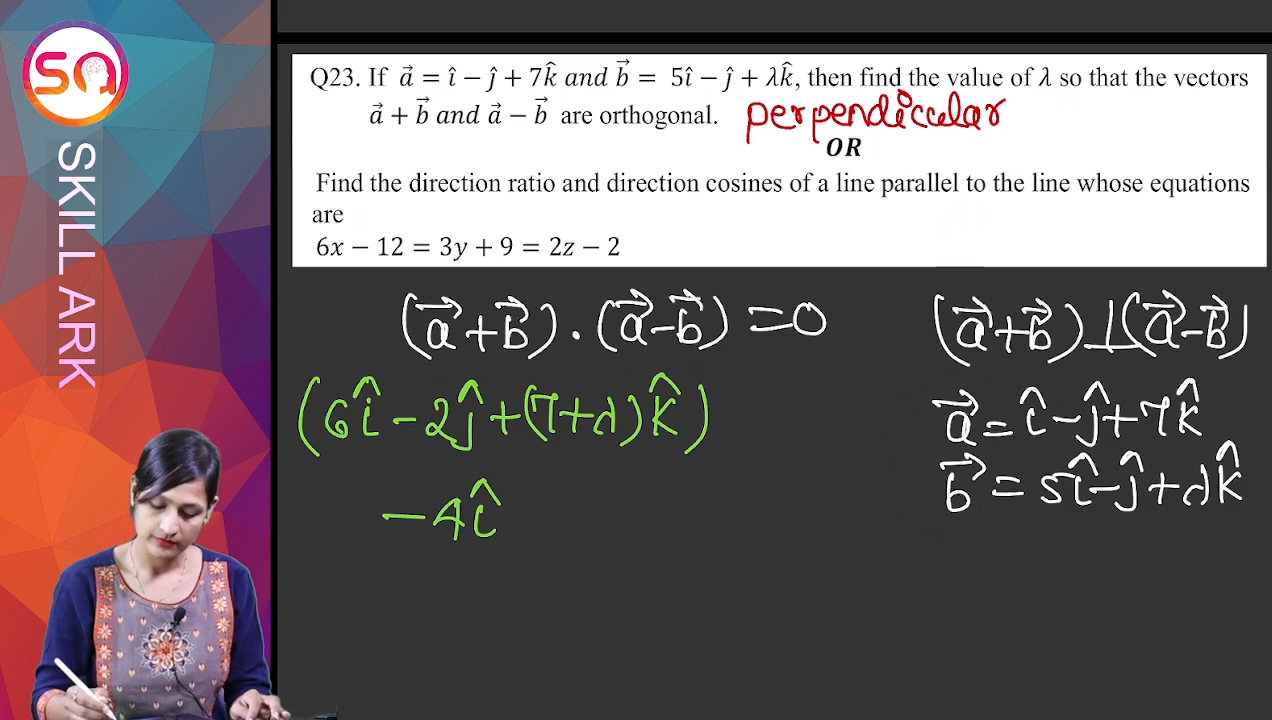 SA
SKILL ARK
Q23. If a⃗ = î − ĵ + 7k̂ and b⃗ = 5î − ĵ + λk̂, then find the value of λ so that the vectors
a⃗ + b⃗ and a⃗ − b⃗ are orthogonal. perpendicular
OR
Find the direction ratio and direction cosines of a line parallel to the line whose equations
are
6x − 12 = 3y + 9 = 2z − 2
(a⃗+b⃗).(a⃗−b⃗) = 0
(6î−2ĵ+(7+λ)k̂)
−4î
(a⃗+b⃗)⊥(a⃗−b⃗)
a⃗ = î−ĵ+7k̂
b⃗ = 5î−ĵ+λk̂